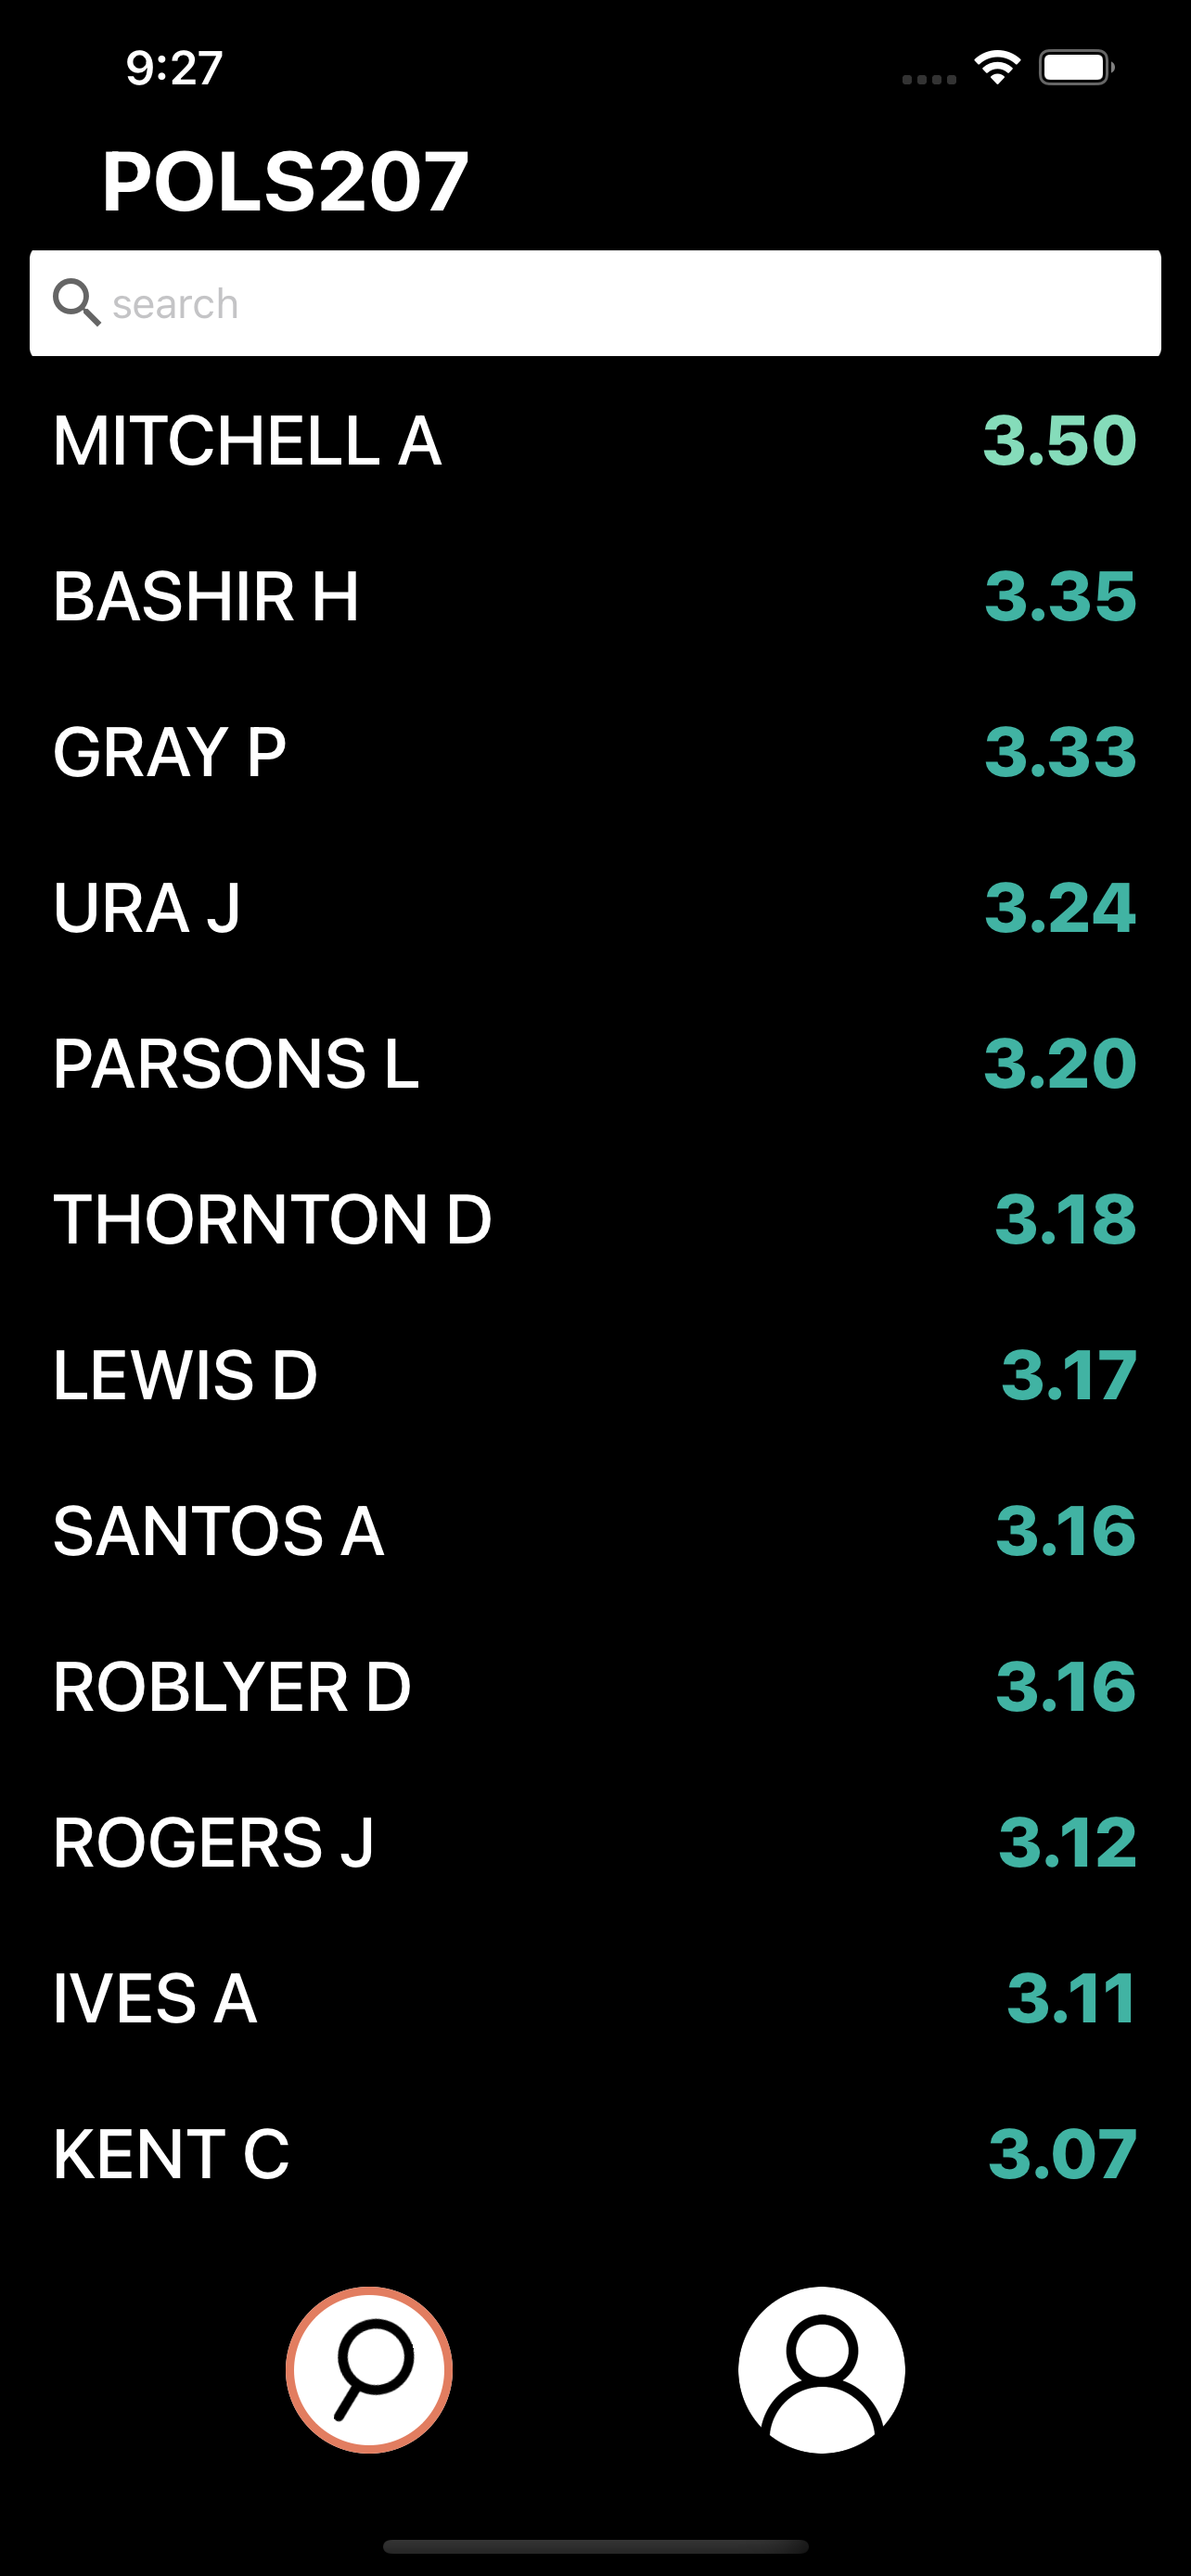 9:27
POLS207
search
MITCHELL A 3.50
BASHIR H 3.35
GRAY P 3.33
URA J 3.24
PARSONS L 3.20
THORNTON D 3.18
LEWIS D 3.17
SANTOS A 3.16
ROBLYER D 3.16
ROGERS J 3.12
IVES A 3.11
KENT C 3.07